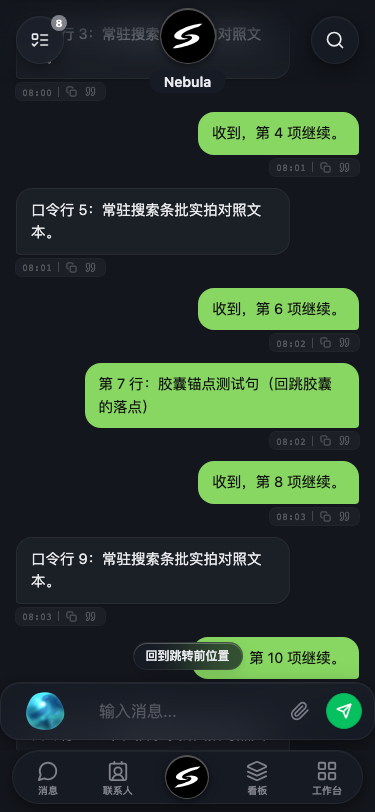 8
行 3：常驻搜索条批实拍对照文
Nebula
08:00
收到，第 4 项继续。
08:01
口令行 5：常驻搜索条批实拍对照文
本。
08:01
收到，第 6 项继续。
08:02
第 7 行：胶囊锚点测试句（回跳胶囊
的落点）
08:02
收到，第 8 项继续。
08:03
口令行 9：常驻搜索条批实拍对照文
本。
08:03
回到跳转前位置
第 10 项继续。
输入消息...
消息
联系人
看板
工作台